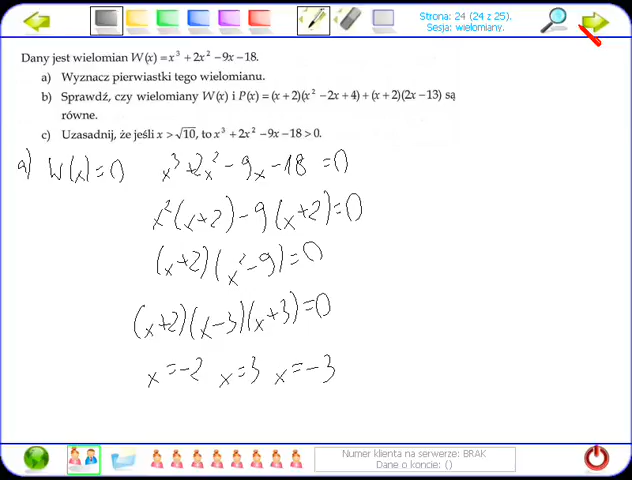 Strona: 24 (24 z 25).
Sesja: wielomiany.
Dany jest wielomian W(x) = x³ + 2x² − 9x − 18.
a) Wyznacz pierwiastki tego wielomianu.
b) Sprawdź, czy wielomiany W(x) i P(x) = (x + 2)(x² − 2x + 4) + (x + 2)(2x − 13) są
równe.
c) Uzasadnij, że jeśli x > √10, to x³ + 2x² − 9x − 18 > 0.
a) W(x)=0 x³+2x²−9x−18=0
x²(x+2)−9(x+2)=0
(x+2)(x²−9)=0
(x+2)(x−3)(x+3)=0
x=−2 x=3 x=−3
Numer klienta na serwerze: BRAK
Dane o koncie: ()